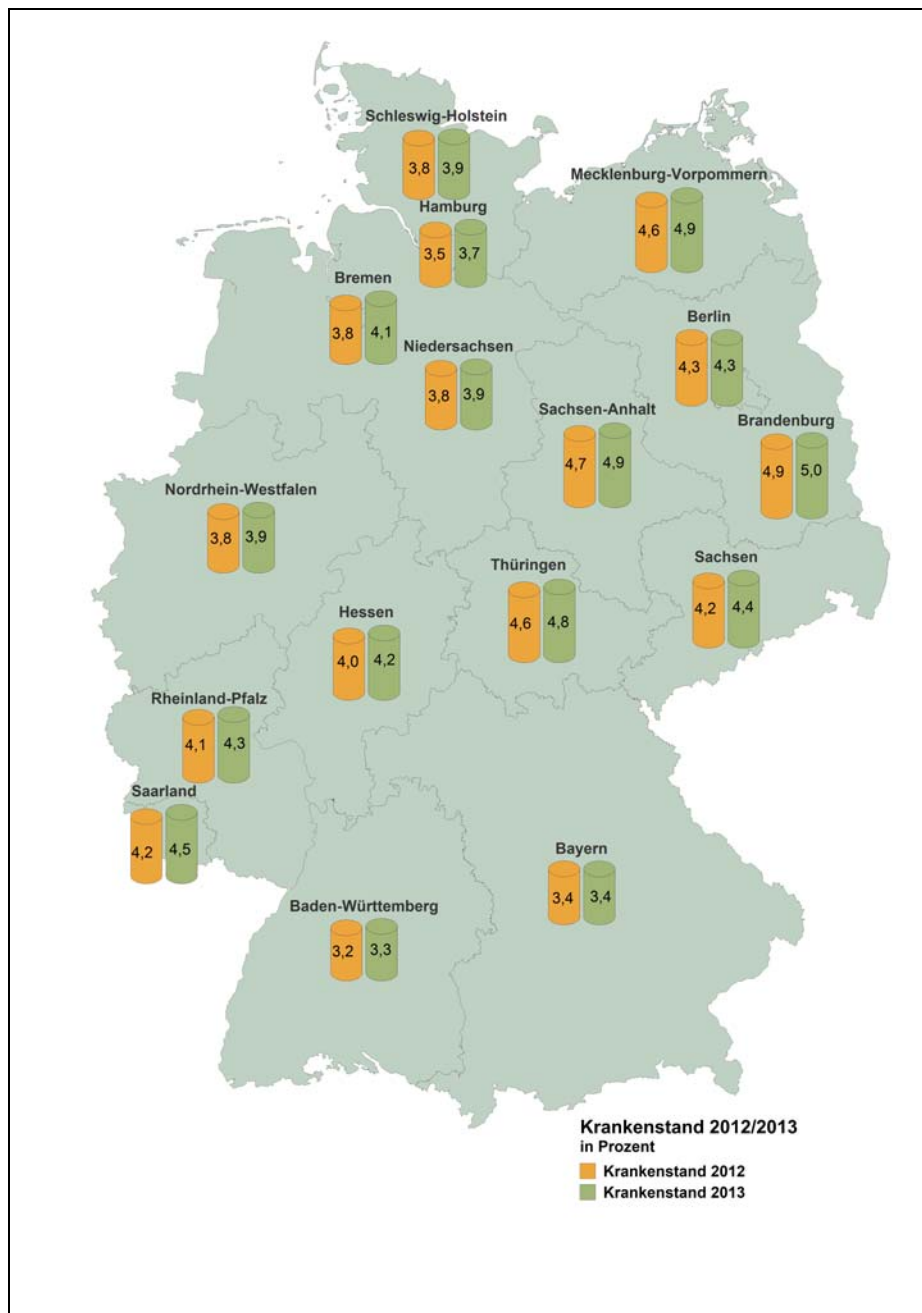 Schleswig-Holstein
3,8 3,9
Mecklenburg-Vorpommern
4,6 4,9
Hamburg
3,5 3,7
Bremen
3,8 4,1
Berlin
4,3 4,3
Niedersachsen
3,8 3,9
Sachsen-Anhalt
4,7 4,9
Brandenburg
4,9 5,0
Nordrhein-Westfalen
3,8 3,9
Sachsen
4,2 4,4
Thüringen
4,6 4,8
Hessen
4,0 4,2
Rheinland-Pfalz
4,1 4,3
Saarland
4,2 4,5
Bayern
3,4 3,4
Baden-Württemberg
3,2 3,3
Krankenstand 2012/2013
in Prozent
Krankenstand 2012
Krankenstand 2013